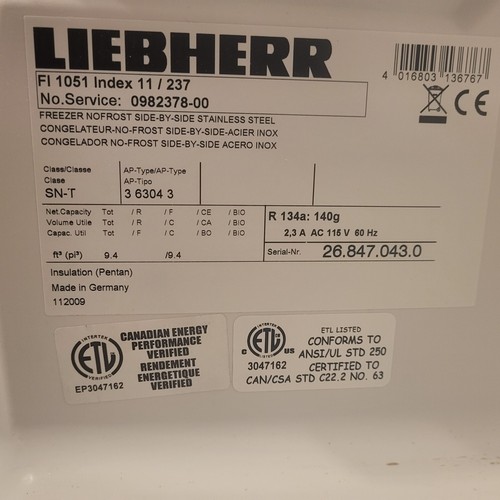 LIEBHERR
FI 1051 Index 11 / 237
No.Service: 0982378-00
4 016803 136767
CE
FREEZER NOFROST SIDE-BY-SIDE STAINLESS STEEL
CONGELATEUR-NO-FROST SIDE-BY-SIDE-ACIER INOX
CONGELADOR NO-FROST SIDE-BY-SIDE ACERO INOX
Class/Classe
Clase
SN-T
AP-Type/AP-Type
AP-Tipo
3 6304 3
Net.Capacity Tot / R / F / CE / BIO
Volume Utile Tot / R / C / CA / BIO
Capac. Util Tot / F / C / BO / BIO
ft³ (pi³) 9.4 /9.4
R 134a: 140g
2,3 A AC 115 V 60 Hz
Serial-Nr. 26.847.043.0
Insulation (Pentan)
Made in Germany
112009
INTERTEK
ETL
VERIFIED
EP3047162
CANADIAN ENERGY
PERFORMANCE
VERIFIED
RENDEMENT
ENERGETIQUE
VERIFIED
INTERTEK
C ETL US
LISTED
3047162
ETL LISTED
CONFORMS TO
ANSI/UL STD 250
CERTIFIED TO
CAN/CSA STD C22.2 NO. 63